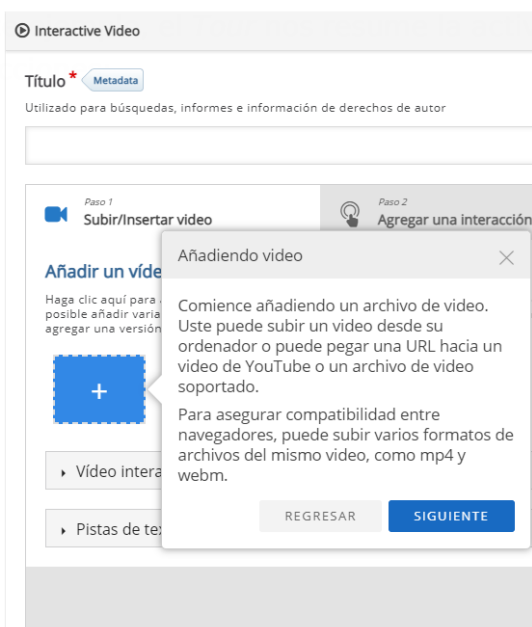 Interactive Video
Título * Metadata
Utilizado para búsquedas, informes e información de derechos de autor
Paso 1
Subir/Insertar video
Paso 2
Agregar una interacción
Añadir un víde
Haga clic aquí para
posible añadir varia
agregar una versión
+
Vídeo intera
Pistas de te
Añadiendo video
Comience añadiendo un archivo de video.
Uste puede subir un video desde su
ordenador o puede pegar una URL hacia un
video de YouTube o un archivo de video
soportado.
Para asegurar compatibilidad entre
navegadores, puede subir varios formatos de
archivos del mismo video, como mp4 y
webm.
REGRESAR
SIGUIENTE